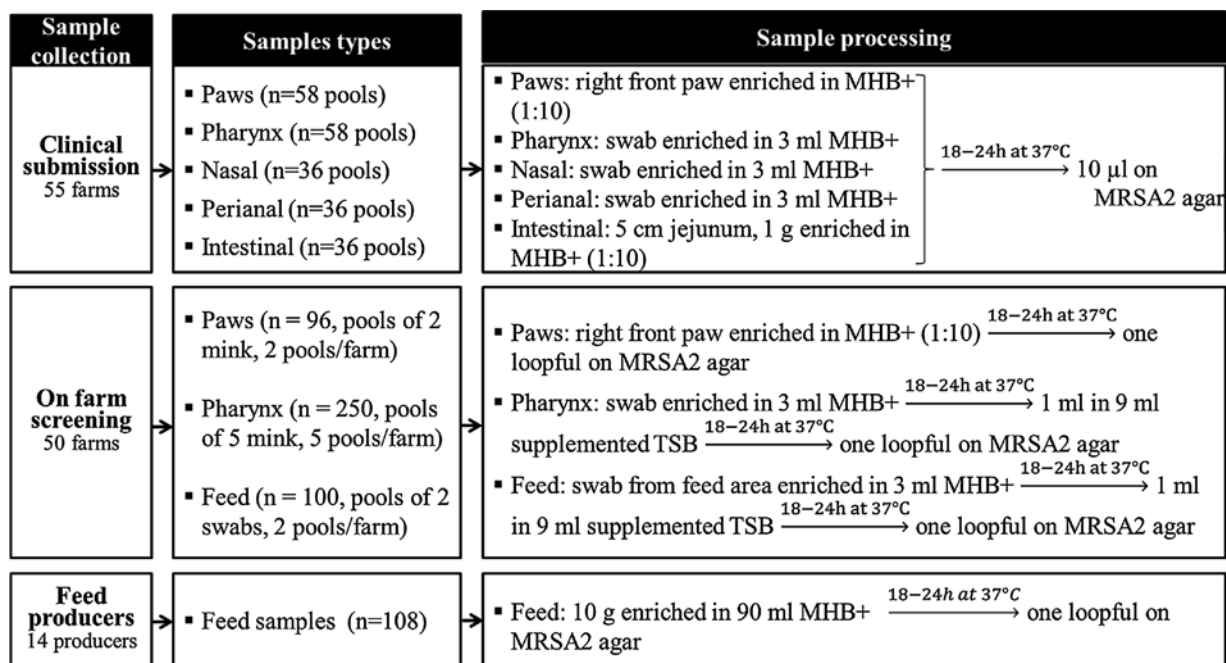 Sample
collection
Samples types
Sample processing
Clinical
submission
55 farms
▪ Paws (n=58 pools)
▪ Pharynx (n=58 pools)
▪ Nasal (n=36 pools)
▪ Perianal (n=36 pools)
▪ Intestinal (n=36 pools)
▪ Paws: right front paw enriched in MHB+
(1:10)
▪ Pharynx: swab enriched in 3 ml MHB+
▪ Nasal: swab enriched in 3 ml MHB+
▪ Perianal: swab enriched in 3 ml MHB+
▪ Intestinal: 5 cm jejunum, 1 g enriched in
MHB+ (1:10)
18−24h at 37°C
10 µl on
MRSA2 agar
On farm
screening
50 farms
▪ Paws (n = 96, pools of 2
mink, 2 pools/farm)
▪ Pharynx (n = 250, pools
of 5 mink, 5 pools/farm)
▪ Feed (n = 100, pools of 2
swabs, 2 pools/farm)
▪ Paws: right front paw enriched in MHB+ (1:10) 18−24h at 37°C one
loopful on MRSA2 agar
▪ Pharynx: swab enriched in 3 ml MHB+ 18−24h at 37°C 1 ml in 9 ml
supplemented TSB 18−24h at 37°C one loopful on MRSA2 agar
▪ Feed: swab from feed area enriched in 3 ml MHB+ 18−24h at 37°C 1 ml
in 9 ml supplemented TSB 18−24h at 37°C one loopful on MRSA2 agar
Feed
producers
14 producers
▪ Feed samples (n=108)
▪ Feed: 10 g enriched in 90 ml MHB+ 18−24h at 37°C one loopful on
MRSA2 agar